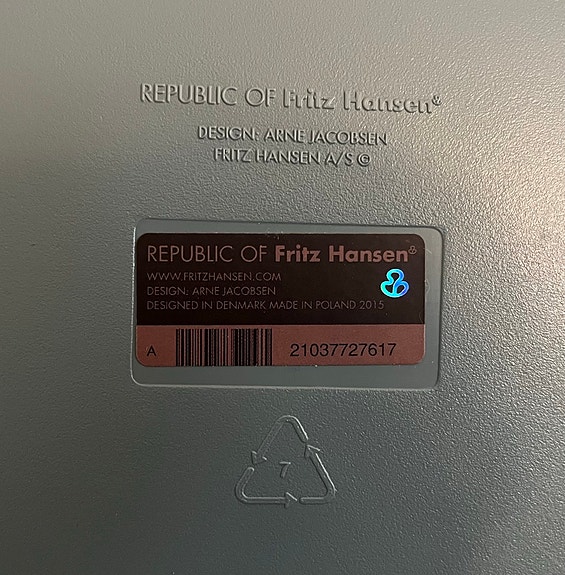 REPUBLIC OF Fritz Hansen®
DESIGN: ARNE JACOBSEN
FRITZ HANSEN A/S ©
REPUBLIC OF Fritz Hansen
WWW.FRITZHANSEN.COM
DESIGN: ARNE JACOBSEN
DESIGNED IN DENMARK MADE IN POLAND 2015
A 21037727617
7